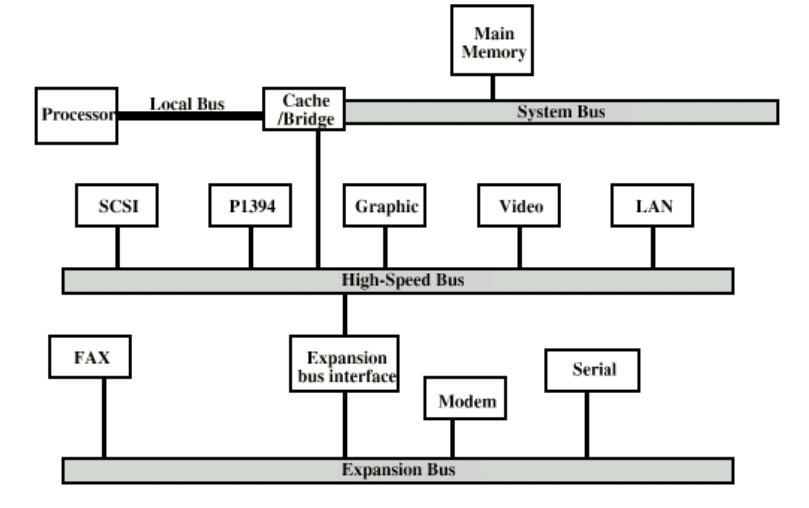 Main
Memory
Processor
Local Bus
Cache
/Bridge
System Bus
SCSI
P1394
Graphic
Video
LAN
High-Speed Bus
FAX
Expansion
bus interface
Modem
Serial
Expansion Bus